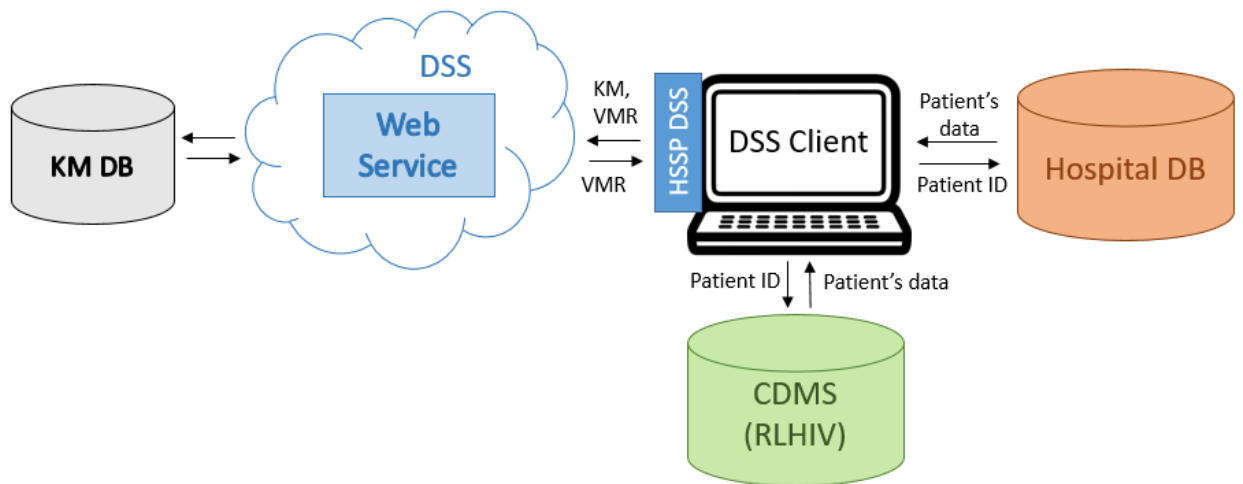 KM DB
DSS
Web
Service
KM,
VMR
VMR
HSSP DSS
DSS Client
Patient's
data
Patient ID
Hospital DB
Patient ID
Patient's data
CDMS
(RLHIV)